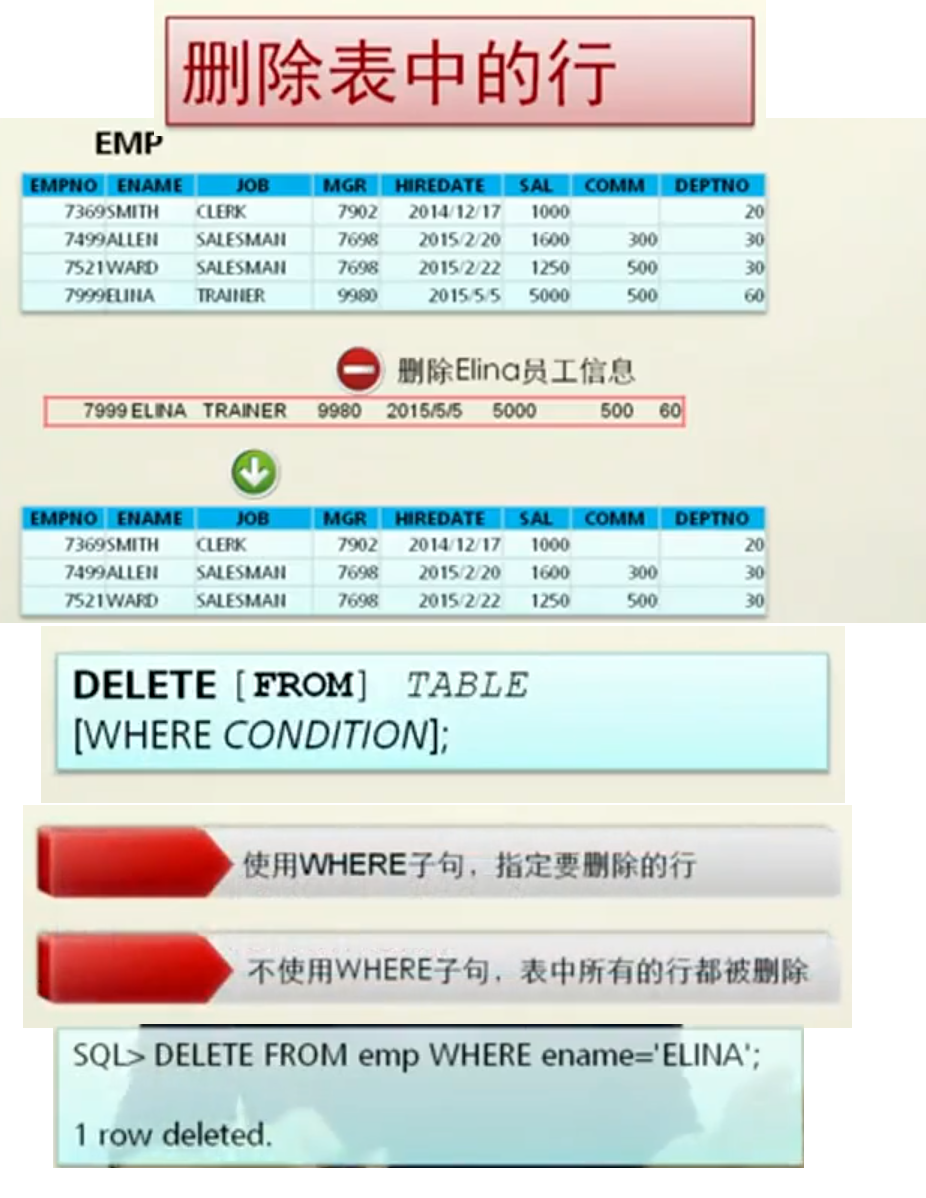 删除表中的行
EMP
EMPNO ENAME JOB MGR HIREDATE SAL COMM DEPTNO
7369 SMITH CLERK 7902 2014/12/17 1000 20
7499 ALLEN SALESMAN 7698 2015/2/20 1600 300 30
7521 WARD SALESMAN 7698 2015/2/22 1250 500 30
7999 ELINA TRAINER 9980 2015/5/5 5000 500 60
删除Elina员工信息
7999 ELINA TRAINER 9980 2015/5/5 5000 500 60
EMPNO ENAME JOB MGR HIREDATE SAL COMM DEPTNO
7369 SMITH CLERK 7902 2014/12/17 1000 20
7499 ALLEN SALESMAN 7698 2015/2/20 1600 300 30
7521 WARD SALESMAN 7698 2015/2/22 1250 500 30
DELETE [FROM] TABLE
[WHERE CONDITION];
使用WHERE子句，指定要删除的行
不使用WHERE子句，表中所有的行都被删除
SQL> DELETE FROM emp WHERE ename='ELINA';
1 row deleted.